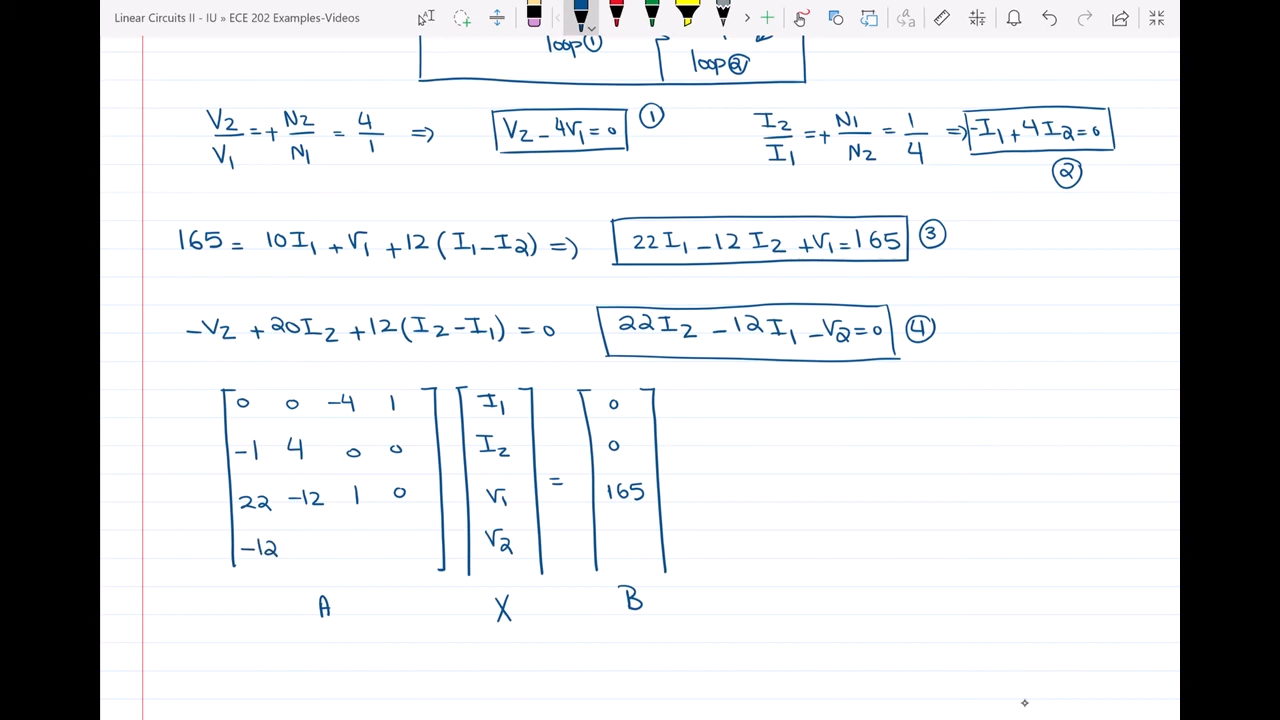 Linear Circuits II - IU » ECE 202 Examples-Videos
loop①
loop②
V2/V1 = + N2/N1 = 4/1 => V2 - 4V1 = 0 ①
I2/I1 = + N1/N2 = 1/4 => -I1 + 4I2 = 0 ②
165 = 10I1 + V1 + 12(I1 - I2) => 22I1 - 12I2 + V1 = 165 ③
-V2 + 20I2 + 12(I2 - I1) = 0 22I2 - 12I1 - V2 = 0 ④
0 0 -4 1 I1 0
-1 4 0 0 I2 0
22 -12 1 0 V1 = 165
-12 V2
A X B